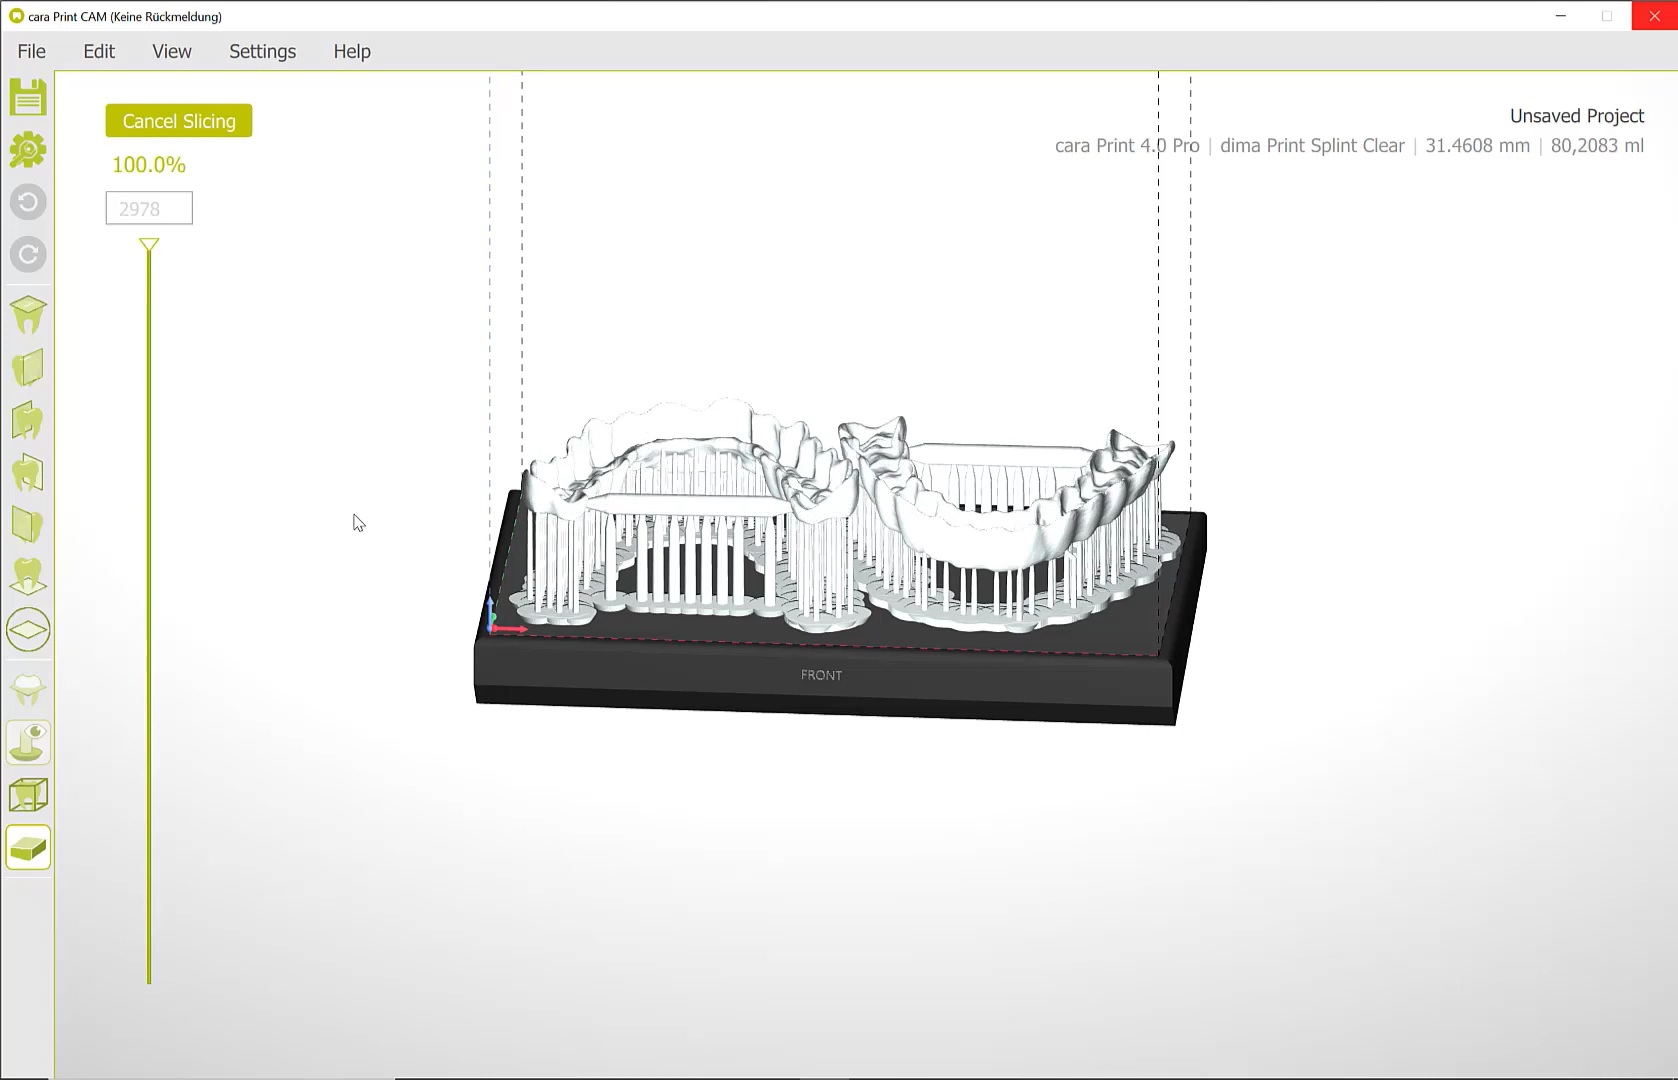 cara Print CAM (Keine Rückmeldung)
File Edit View Settings Help
Cancel Slicing
100.0%
2978
Unsaved Project
cara Print 4.0 Pro | dima Print Splint Clear | 31.4608 mm | 80,2083 ml
FRONT